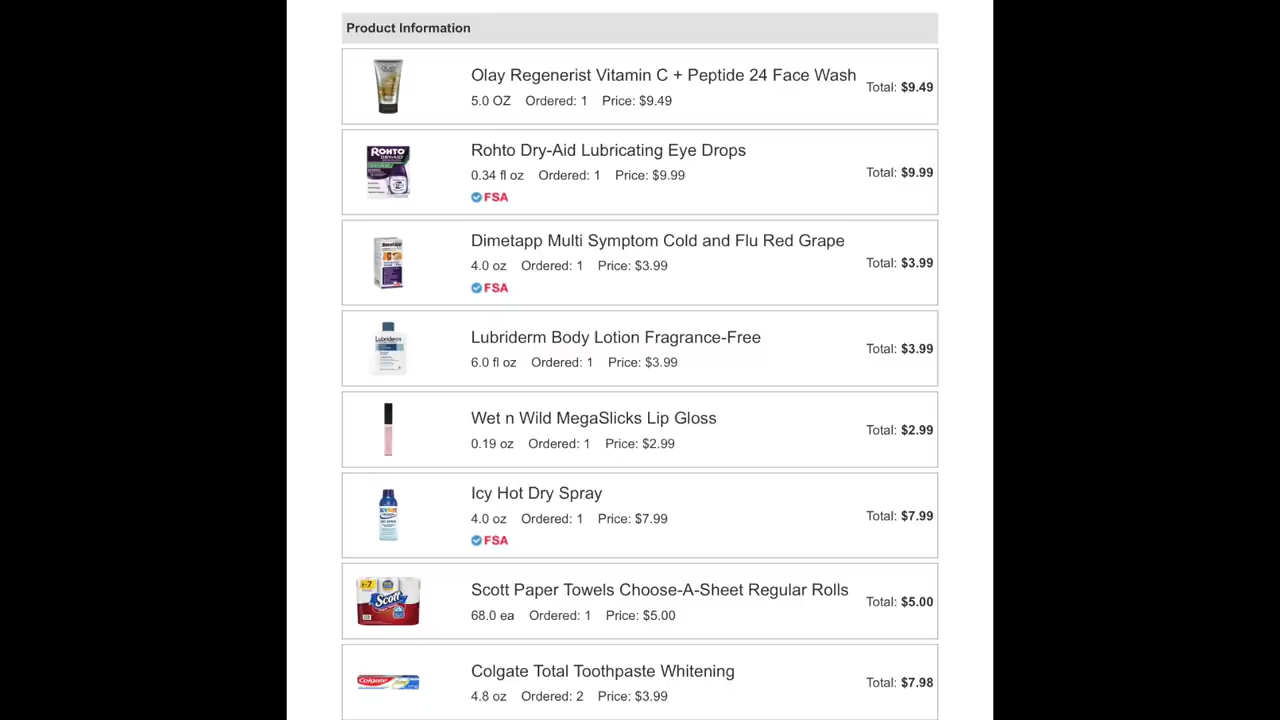 Product Information
Olay Regenerist Vitamin C + Peptide 24 Face Wash
5.0 OZ Ordered: 1 Price: $9.49
Total: $9.49
ROHTO
DRY-AID
Rohto Dry-Aid Lubricating Eye Drops
0.34 fl oz Ordered: 1 Price: $9.99
FSA
Total: $9.99
Dimetapp
Dimetapp Multi Symptom Cold and Flu Red Grape
4.0 oz Ordered: 1 Price: $3.99
FSA
Total: $3.99
Lubriderm
Lubriderm Body Lotion Fragrance-Free
6.0 fl oz Ordered: 1 Price: $3.99
Total: $3.99
Wet n Wild MegaSlicks Lip Gloss
0.19 oz Ordered: 1 Price: $2.99
Total: $2.99
Icy Hot Dry Spray
4.0 oz Ordered: 1 Price: $7.99
FSA
Total: $7.99
Scott
Scott Paper Towels Choose-A-Sheet Regular Rolls
68.0 ea Ordered: 1 Price: $5.00
Total: $5.00
Colgate
Colgate Total Toothpaste Whitening
4.8 oz Ordered: 2 Price: $3.99
Total: $7.98